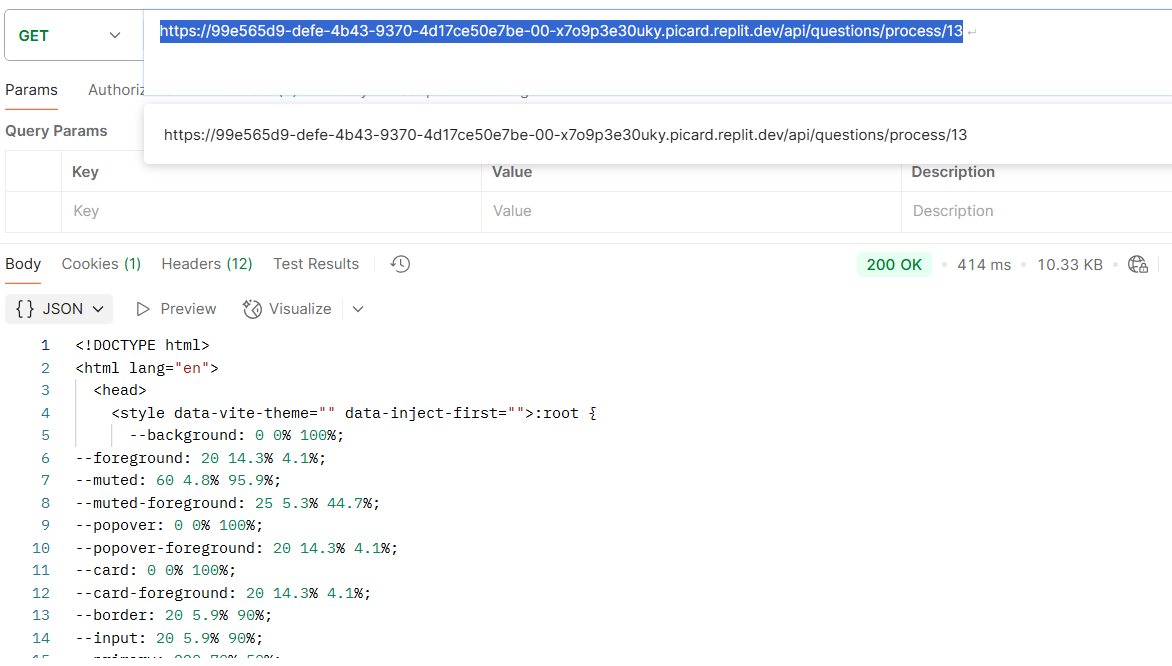 GET
https://99e565d9-defe-4b43-9370-4d17ce50e7be-00-x7o9p3e30uky.picard.replit.dev/api/questions/process/13
Params Authoriz
https://99e565d9-defe-4b43-9370-4d17ce50e7be-00-x7o9p3e30uky.picard.replit.dev/api/questions/process/13
Query Params
Key Value Description
Key Value Description
Body Cookies (1) Headers (12) Test Results 200 OK • 414 ms • 10.33 KB •
{} JSON Preview Visualize
1 <!DOCTYPE html>
2 <html lang="en">
3 <head>
4 <style data-vite-theme="" data-inject-first="">:root {
5 --background: 0 0% 100%;
6 --foreground: 20 14.3% 4.1%;
7 --muted: 60 4.8% 95.9%;
8 --muted-foreground: 25 5.3% 44.7%;
9 --popover: 0 0% 100%;
10 --popover-foreground: 20 14.3% 4.1%;
11 --card: 0 0% 100%;
12 --card-foreground: 20 14.3% 4.1%;
13 --border: 20 5.9% 90%;
14 --input: 20 5.9% 90%;